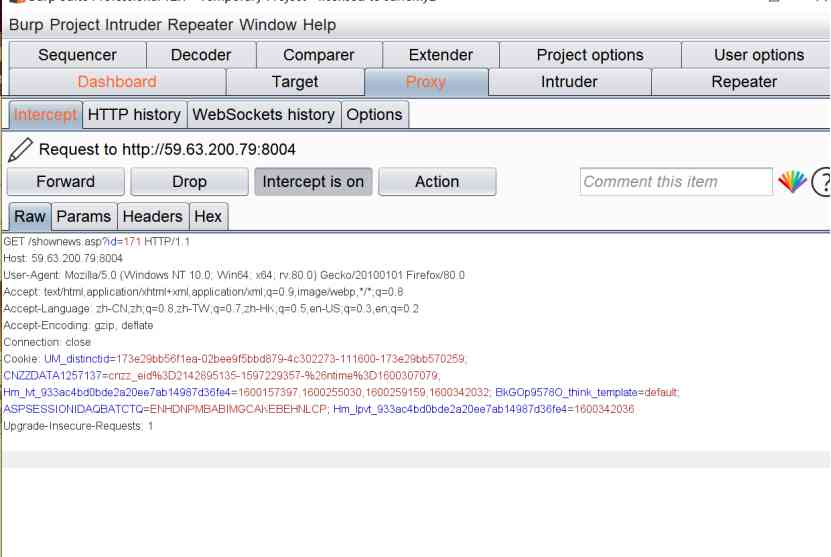 Burp Project Intruder Repeater Window Help
Sequencer Decoder Comparer Extender Project options User options
Dashboard Target Proxy Intruder Repeater
Intercept HTTP history WebSockets history Options
Request to http://59.63.200.79:8004
Forward Drop Intercept is on Action Comment this item ?
Raw Params Headers Hex
GET /shownews.asp?id=171 HTTP/1.1
Host: 59.63.200.79:8004
User-Agent: Mozilla/5.0 (Windows NT 10.0; Win64; x64; rv:80.0) Gecko/20100101 Firefox/80.0
Accept: text/html,application/xhtml+xml,application/xml;q=0.9,image/webp,*/*;q=0.8
Accept-Language: zh-CN,zh;q=0.8,zh-TW;q=0.7,zh-HK;q=0.5,en-US;q=0.3,en;q=0.2
Accept-Encoding: gzip, deflate
Connection: close
Cookie: UM_distinctid=173e29bb56f1ea-02bee9f5bbd879-4c302273-111600-173e29bb570259;
CNZZDATA1257137=cnzz_eid%3D2142895135-1597229357-%26ntime%3D1600307079;
Hm_lvt_933ac4bd0bde2a20ee7ab14987d36fe4=1600157397,1600255030,1600259159,1600342032; BkGOp9578O_think_template=default;
ASPSESSIONIDAQBATCTQ=ENHDNPMBABIMGCAKEBEHNLCP; Hm_lpvt_933ac4bd0bde2a20ee7ab14987d36fe4=1600342036
Upgrade-Insecure-Requests: 1